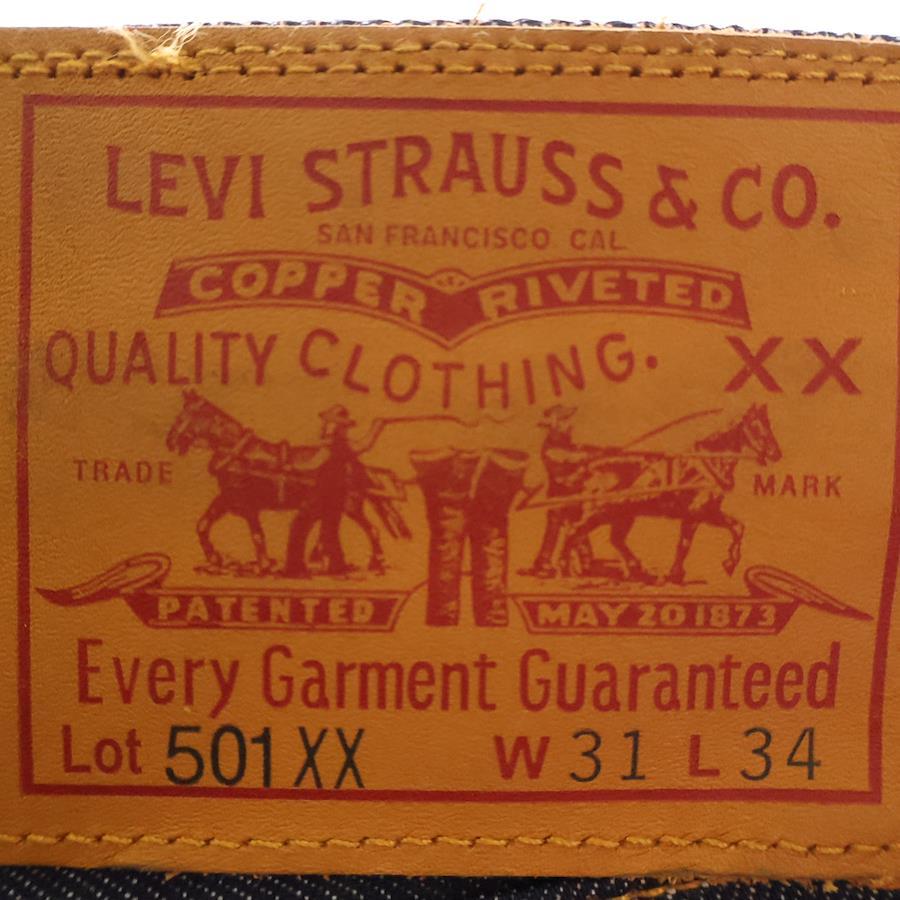 LEVI STRAUSS & CO.
SAN FRANCISCO CAL.
COPPER RIVETED
QUALITY CLOTHING. XX
TRADE MARK
PATENTED MAY 20 1873
Every Garment Guaranteed
Lot 501XX W 31 L 34